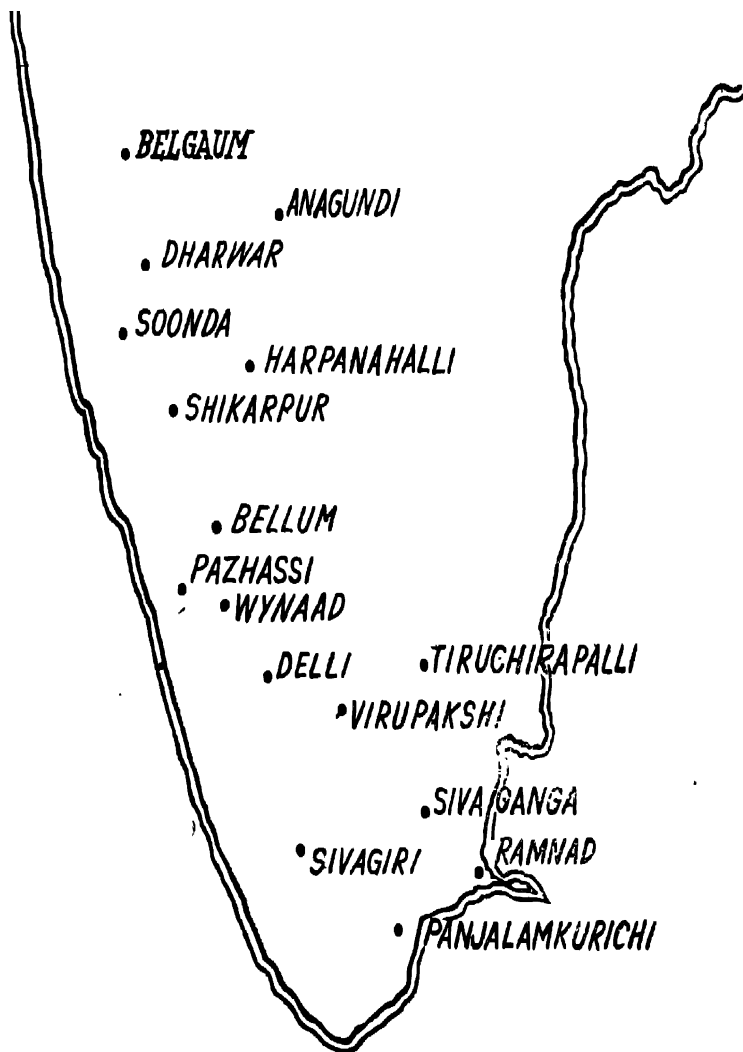 BELGAUM
ANAGUNDI
DHARWAR
SOONDA
HARPANAHALLI
SHIKARPUR
BELLUM
PAZHASSI
WYNAAD
DELLI
TIRUCHIRAPALLI
VIRUPAKSHI
SIVAGANGA
SIVAGIRI
RAMNAD
PANJALAMKURICHI